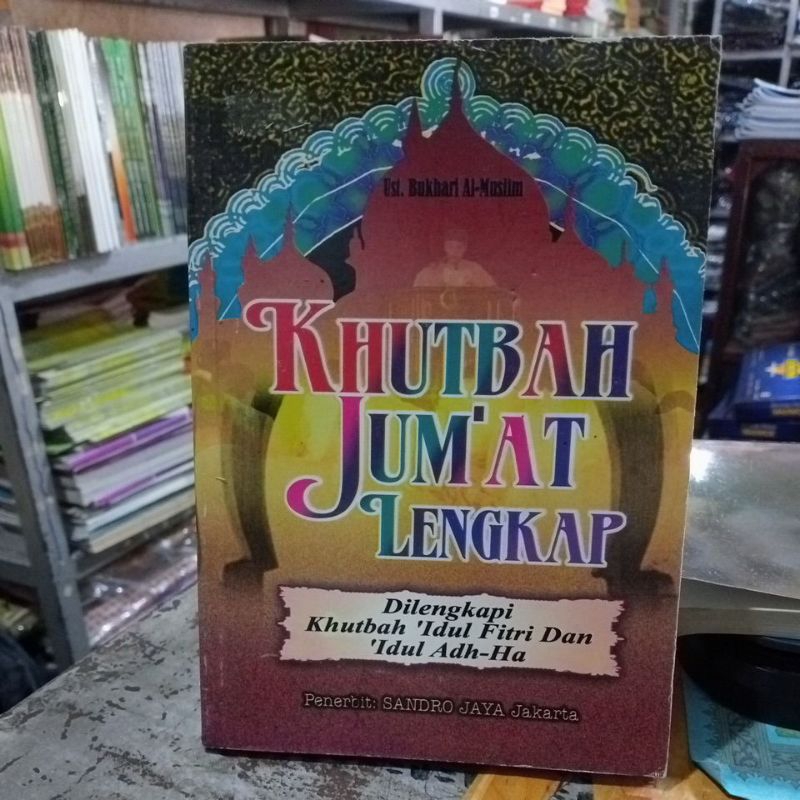 Ust. Bukhari Al-Muslim
KHUTBAH
JUM'AT
LENGKAP
Dilengkapi
Khutbah 'Idul Fitri Dan
'Idul Adh-Ha
Penerbit: SANDRO JAYA Jakarta